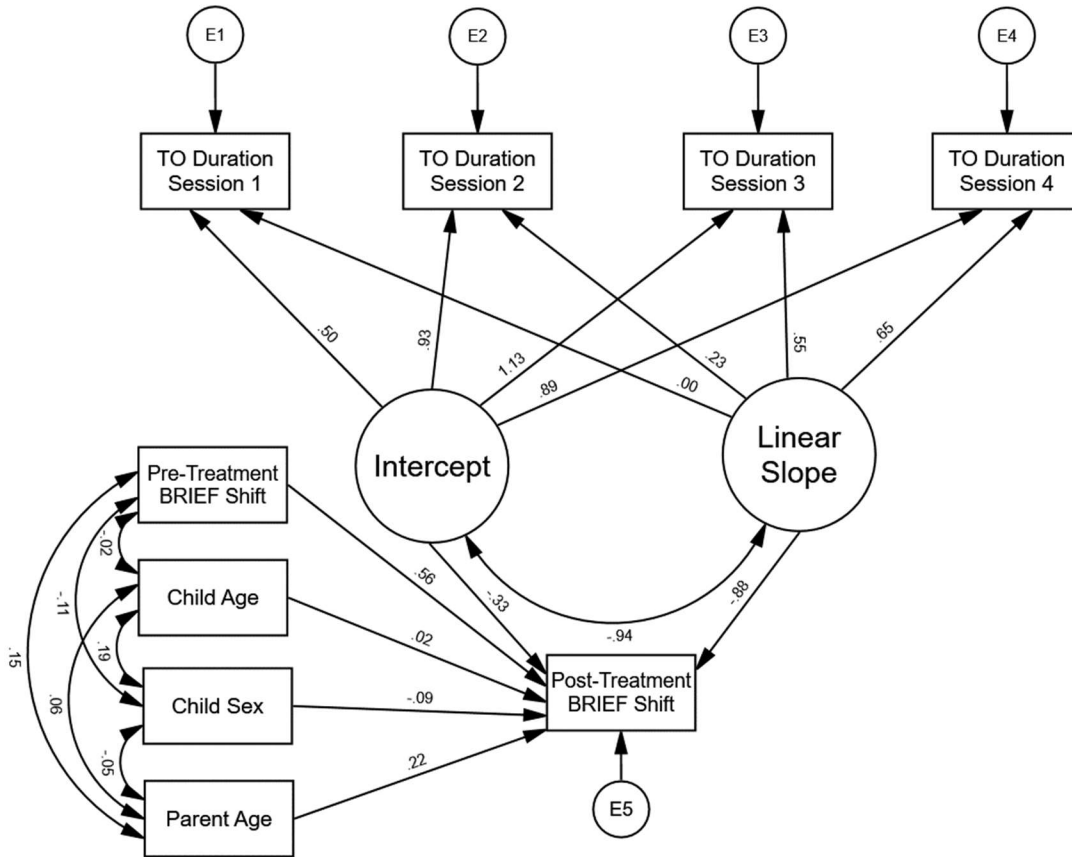 E1
E2
E3
E4
TO Duration
Session 1
TO Duration
Session 2
TO Duration
Session 3
TO Duration
Session 4
.50
.93
1.13
.89
.00
.23
.55
.65
Intercept
Linear
Slope
Pre-Treatment
BRIEF Shift
Child Age
Child Sex
Parent Age
-.02
-.11
.19
.15
.06
-.05
.56
.02
-.09
.22
-.33
-.94
-.88
Post-Treatment
BRIEF Shift
E5